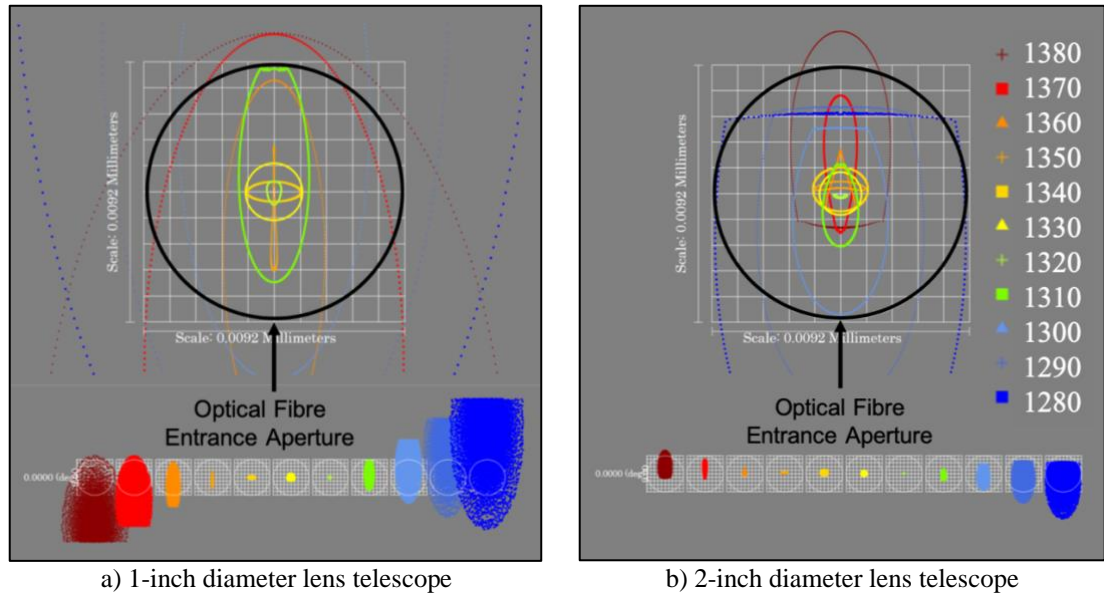 Scale: 0.0092 Millimeters
Scale: 0.0092 Millimeters
Optical Fibre
Entrance Aperture
0.0000 (deg)
a) 1-inch diameter lens telescope
Scale: 0.0092 Millimeters
Scale: 0.0092 Millimeters
Optical Fibre
Entrance Aperture
0.0000 (deg)
1380
1370
1360
1350
1340
1330
1320
1310
1300
1290
1280
b) 2-inch diameter lens telescope